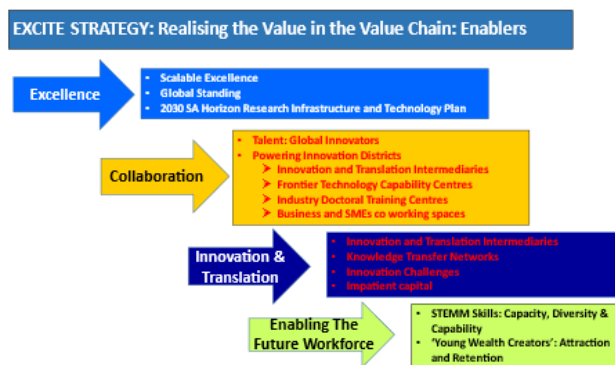 EXCITE STRATEGY: Realising the Value in the Value Chain: Enablers
Excellence
• Scalable Excellence
• Global Standing
• 2030 SA Horizon Research Infrastructure and Technology Plan
Collaboration
• Talent: Global Innovators
• Powering Innovation Districts
➢ Innovation and Translation Intermediaries
➢ Frontier Technology Capability Centres
➢ Industry Doctoral Training Centres
➢ Business and SMEs co working spaces
Innovation &
Translation
• Innovation and Translation Intermediaries
• Knowledge Transfer Networks
• Innovation Challenges
• Impatient capital
Enabling The
Future Workforce
• STEMM Skills: Capacity, Diversity &
Capability
• 'Young Wealth Creators': Attraction
and Retention